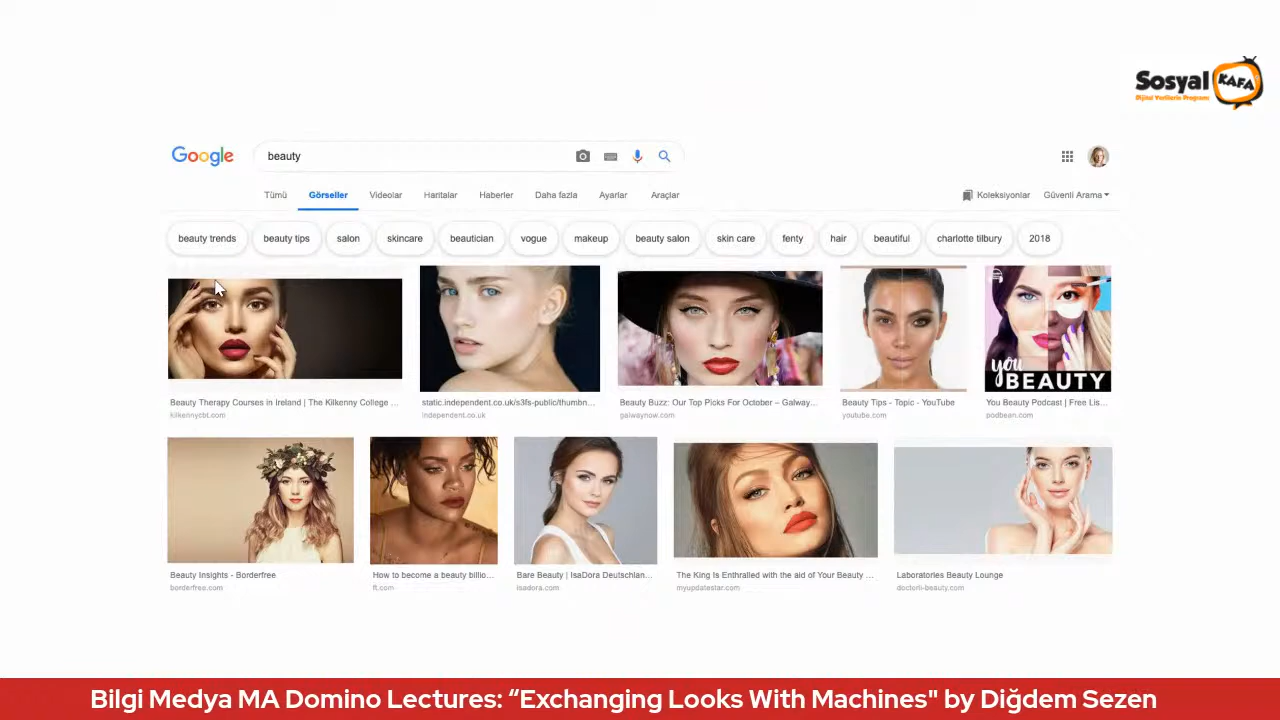 Sosyal KAFA
Dijital Yerlilerin Programı
Google
beauty
Tümü Görseller Videolar Haritalar Haberler Daha fazla Ayarlar Araçlar
Koleksiyonlar Güvenli Arama
beauty trends beauty tips salon skincare beautician vogue makeup beauty salon skin care fenty hair beautiful charlotte tilbury 2018
you
BEAUTY
Beauty Therapy Courses in Ireland | The Kilkenny College ...
kilkennycbt.com
static.independent.co.uk/s3fs-public/thumbn...
independent.co.uk
Beauty Buzz: Our Top Picks For October – Galway...
galwaynow.com
Beauty Tips - Topic - YouTube
youtube.com
You Beauty Podcast | Free Lis...
podbean.com
Beauty Insights - Borderfree
borderfree.com
How to become a beauty billio...
ft.com
Bare Beauty | IsaDora Deutschlan...
isadora.com
The King Is Enthralled with the aid of Your Beauty ...
myupdatestar.com
Laboratories Beauty Lounge
doctorli-beauty.com
Bilgi Medya MA Domino Lectures: “Exchanging Looks With Machines" by Diğdem Sezen